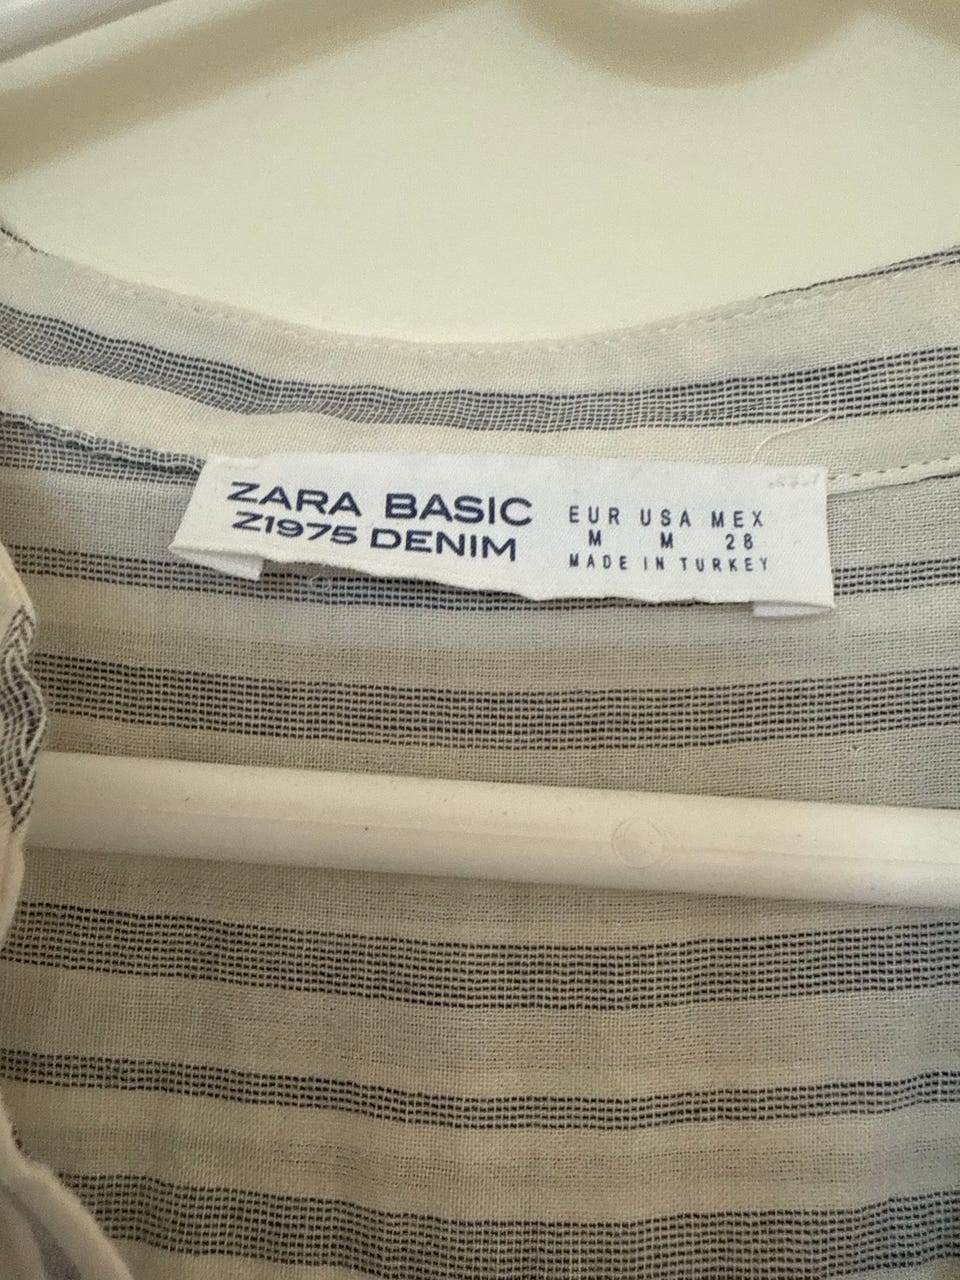 ZARA BASIC
Z1975 DENIM
EUR USA MEX
M M 28
MADE IN TURKEY